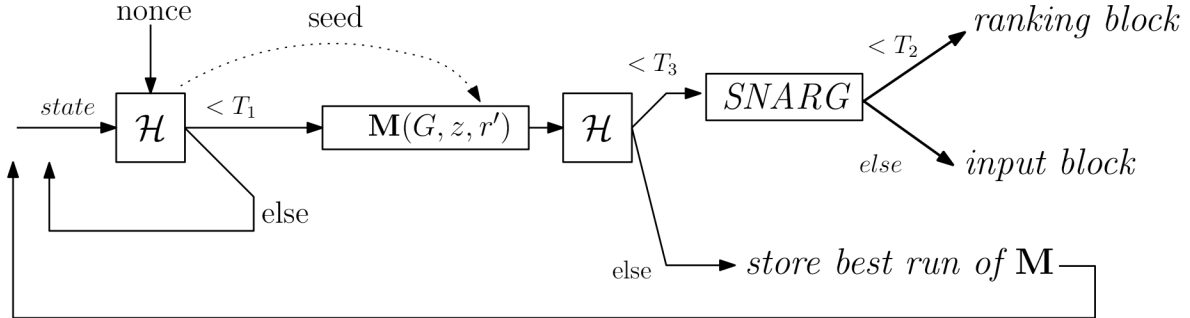 nonce
seed
ranking block
< T₂
< T₃
state
< T₁
SNARG
ℋ
M(G, z, r′)
ℋ
else
input block
else
else
store best run of M